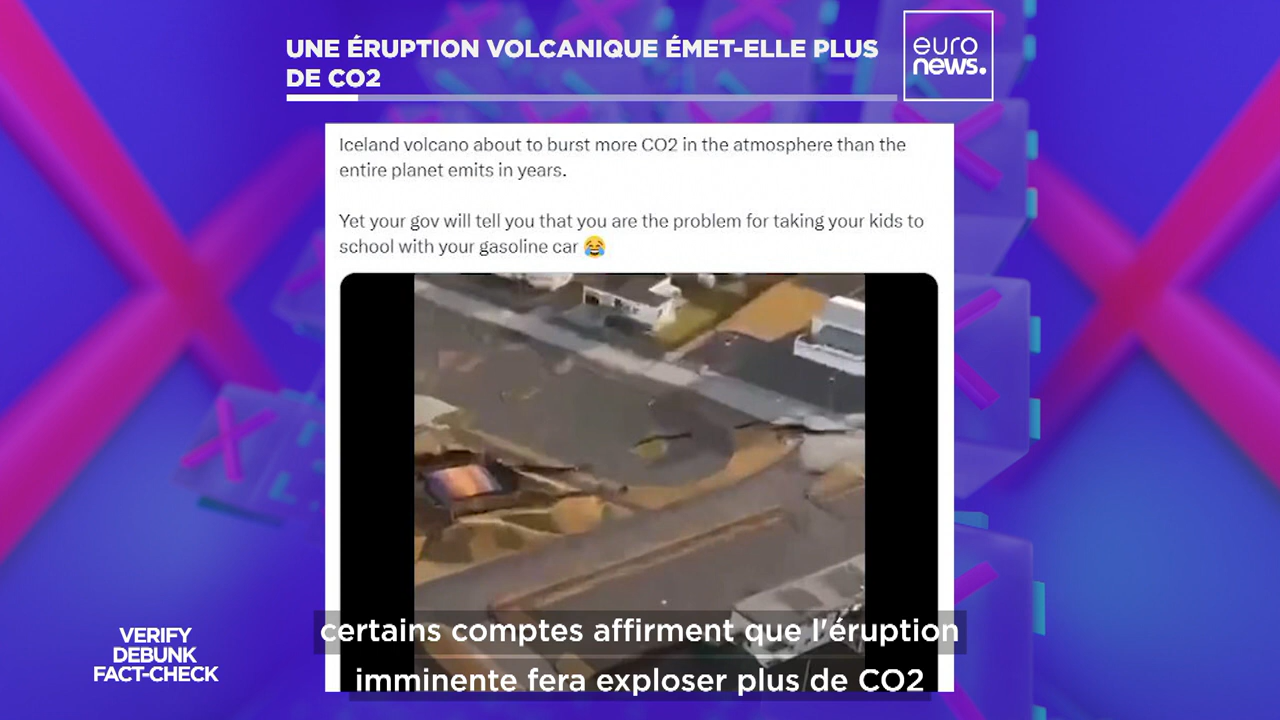 UNE ÉRUPTION VOLCANIQUE ÉMET-ELLE PLUS
DE CO2
euro
news.
Iceland volcano about to burst more CO2 in the atmosphere than the
entire planet emits in years.
Yet your gov will tell you that you are the problem for taking your kids to
school with your gasoline car 😂
certains comptes affirment que l'éruption
imminente fera exploser plus de CO2
VERIFY
DEBUNK
FACT-CHECK